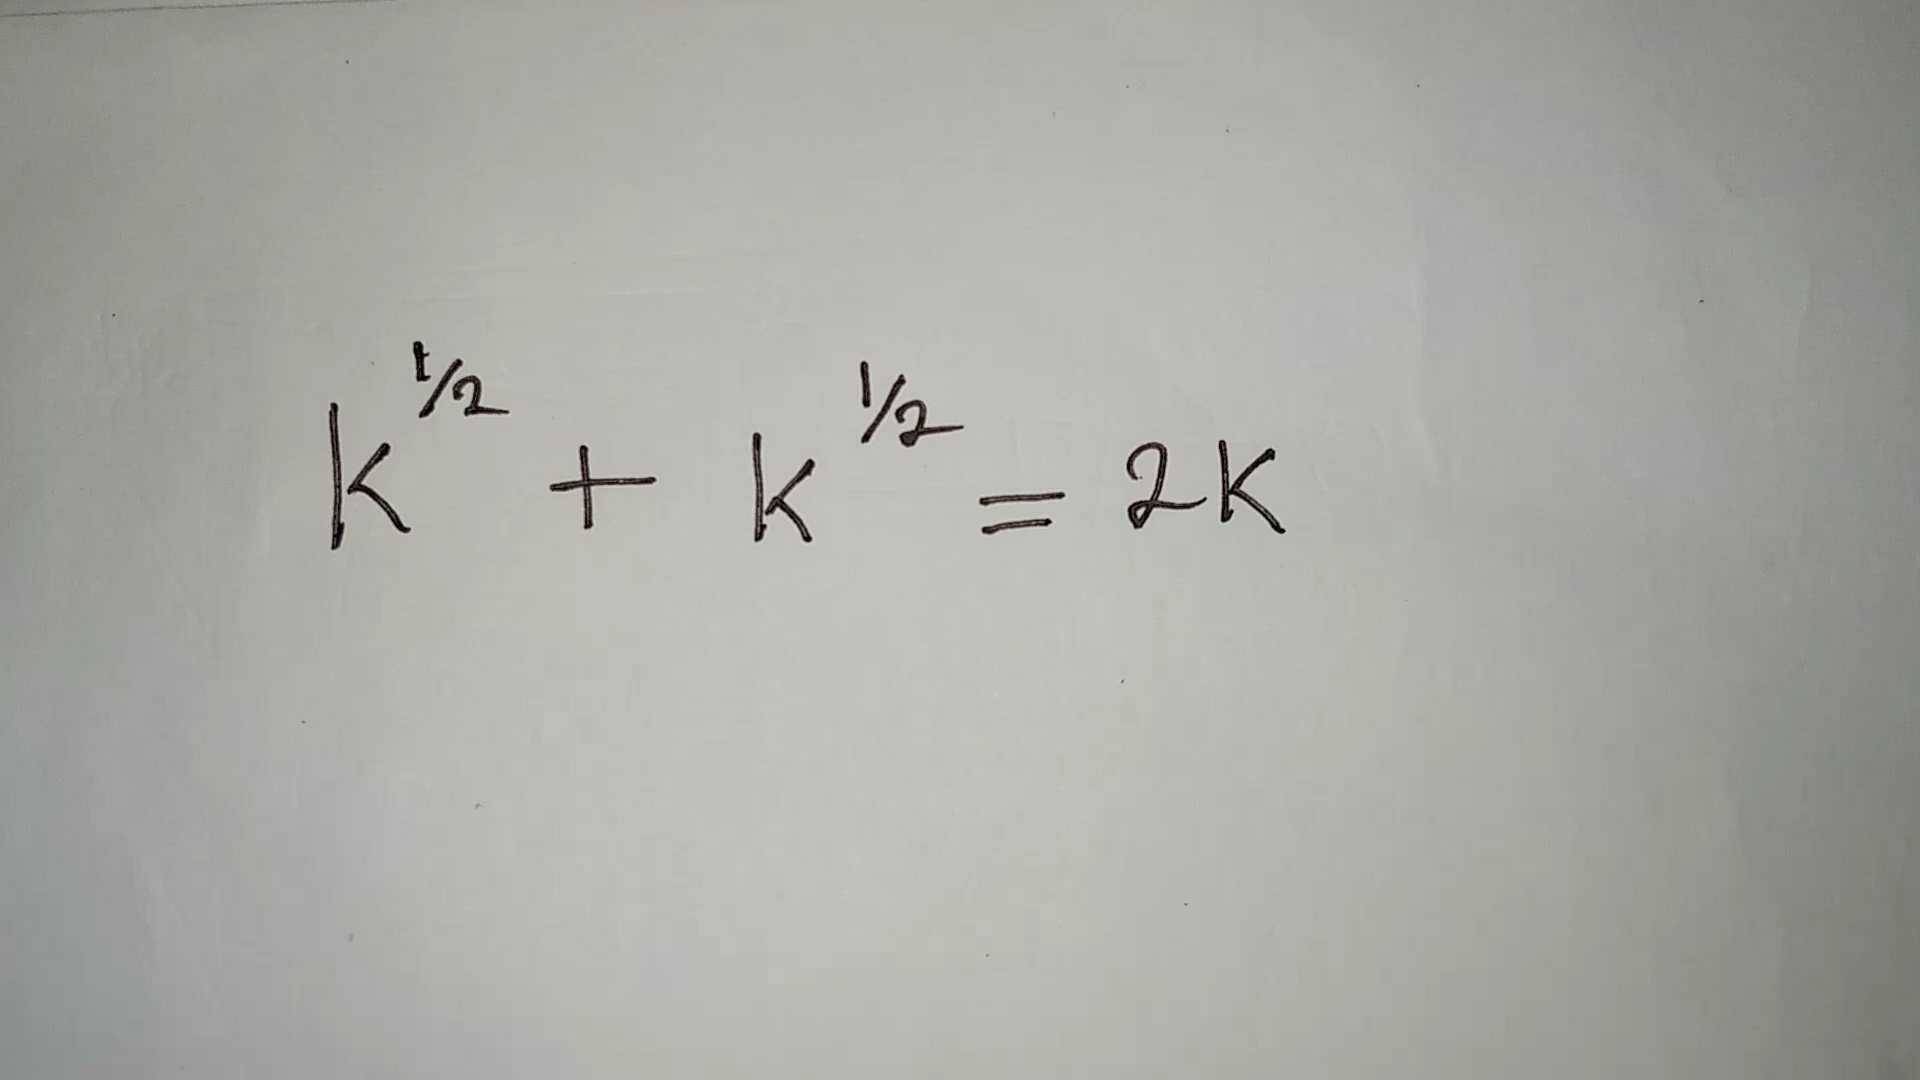 k^1/2 + k^1/2 = 2k